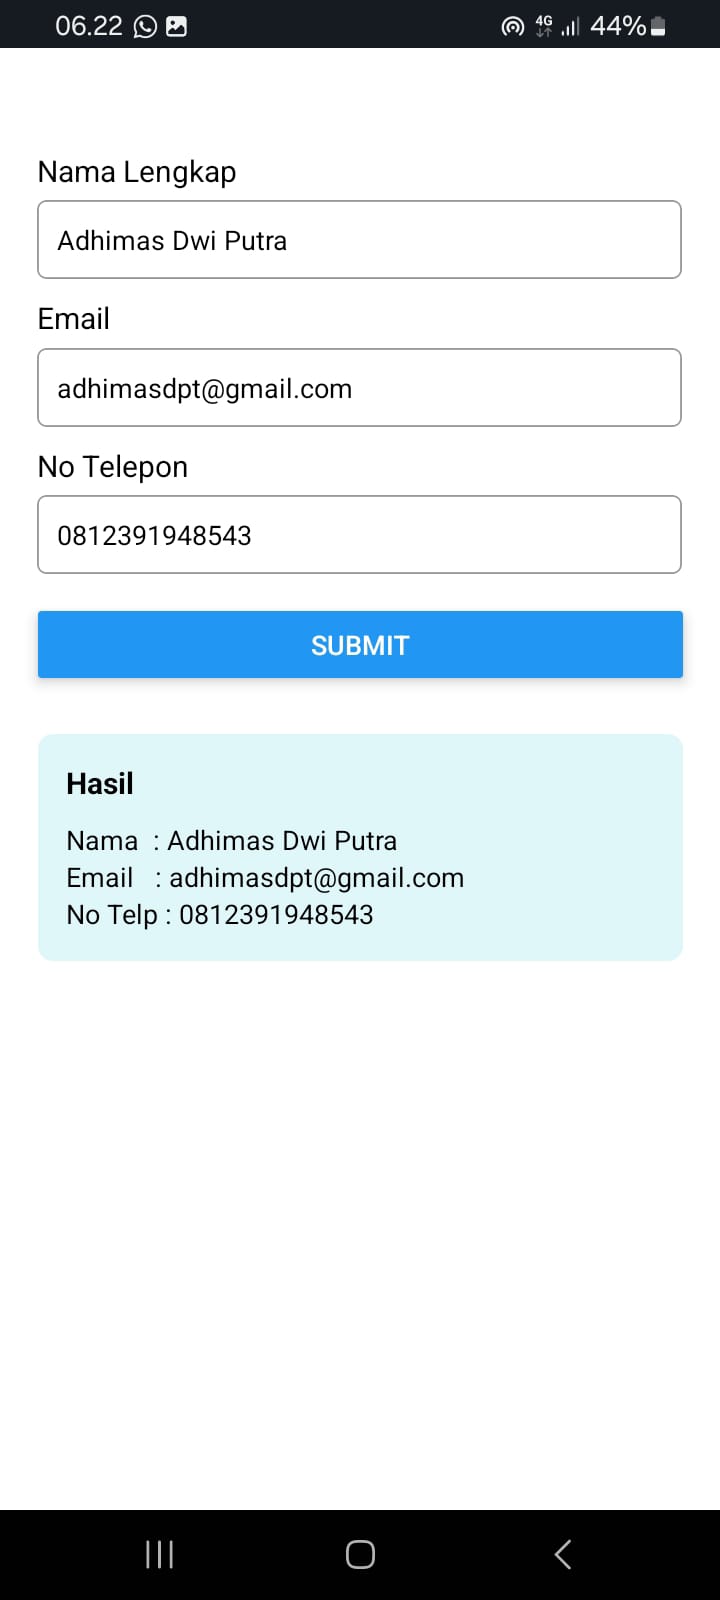 06.22 4G 44%
Nama Lengkap
Adhimas Dwi Putra
Email
adhimasdpt@gmail.com
No Telepon
0812391948543
SUBMIT
Hasil
Nama : Adhimas Dwi Putra
Email : adhimasdpt@gmail.com
No Telp : 0812391948543